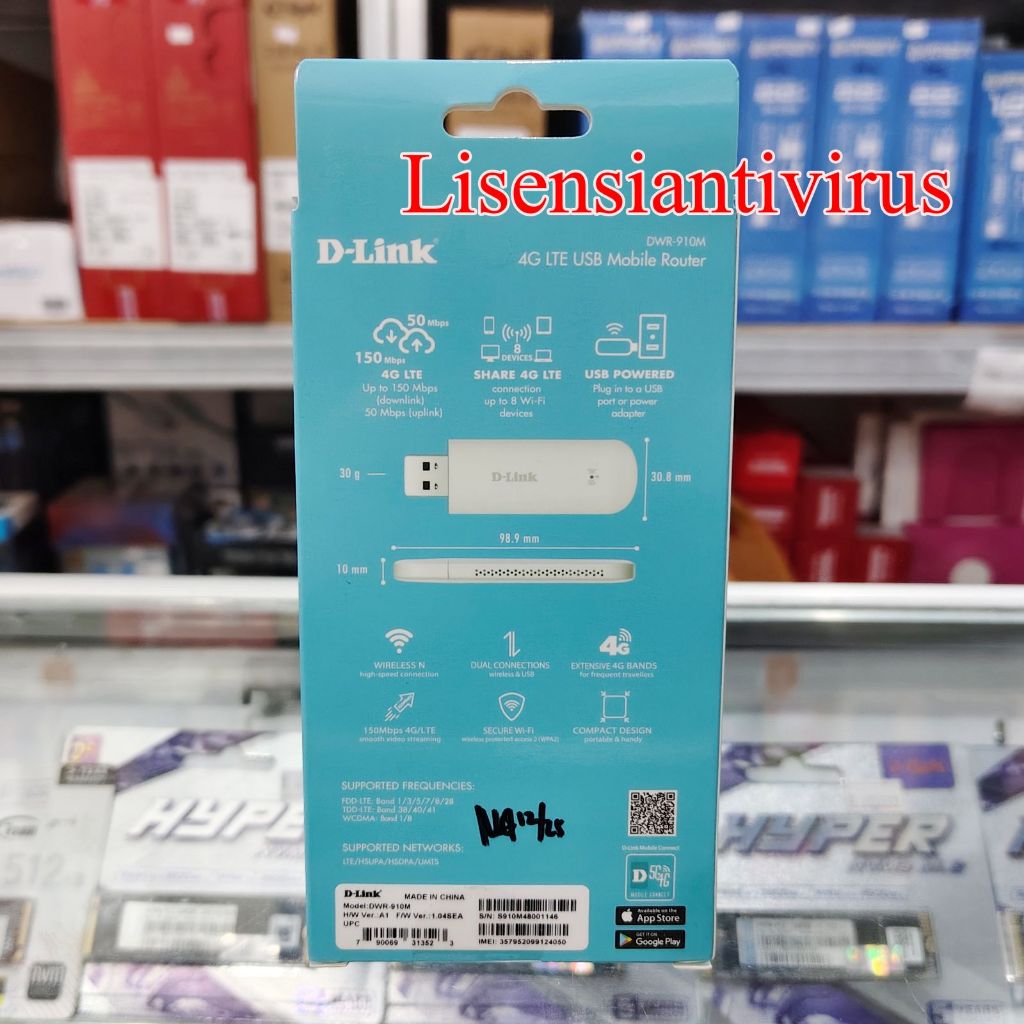 Lisensiantivirus
D-Link
DWR-910M
4G LTE USB Mobile Router
50 Mbps
150 Mbps
4G LTE
Up to 150 Mbps
(downlink)
50 Mbps (uplink)
8
DEVICES
SHARE 4G LTE
connection
up to 8 Wi-Fi
devices
USB POWERED
Plug in to a USB
port or power
adapter
30 g
D-Link
30.8 mm
98.9 mm
10 mm
WIRELESS N
high-speed connection
DUAL CONNECTIONS
wireless & USB
4G
EXTENSIVE 4G BANDS
for frequent travellers
150Mbps 4G/LTE
smooth video streaming
SECURE Wi-Fi
wireless protected access 2 (WPA2)
COMPACT DESIGN
portable & handy
SUPPORTED FREQUENCIES:
FDD-LTE: Band 1/3/5/7/8/28
TDD-LTE: Band 38/40/41
WCDMA: Band 1/8
12/25
SUPPORTED NETWORKS:
LTE/HSUPA/HSDPA/UMTS
D-Link Mobile Connect
D 5G 4G
MOBILE CONNECT
Available on the
App Store
GET IT ON
Google Play
D-Link MADE IN CHINA
Model:DWR-910M
H/W Ver.:A1 F/W Ver.:1.04SEA
UPC
7 90069 31352 3
S/N: S910M48001146
IMEI: 357952099124050
HYPER
HYPER
512